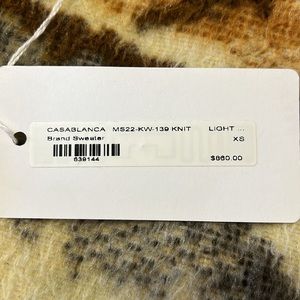 CASABLANCA MS22-KW-139 KNIT LIGHT ...
Brand Sweater XS
639144 $860.00